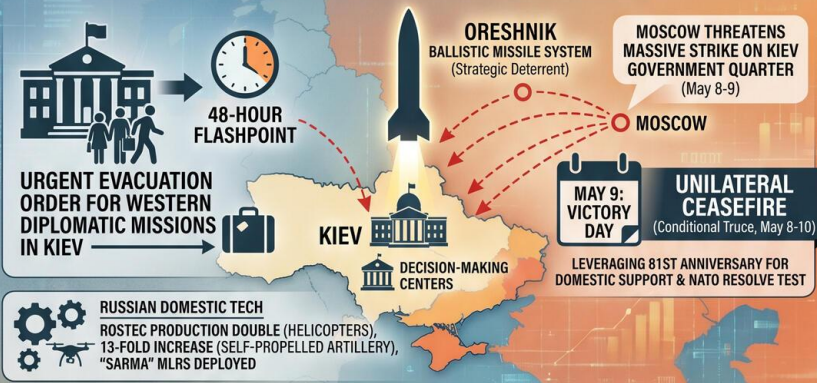 48-HOUR
FLASHPOINT
URGENT EVACUATION
ORDER FOR WESTERN
DIPLOMATIC MISSIONS
IN KIEV
ORESHNIK
BALLISTIC MISSILE SYSTEM
(Strategic Deterrent)
MOSCOW THREATENS
MASSIVE STRIKE ON KIEV
GOVERNMENT QUARTER
(May 8-9)
MOSCOW
KIEV
DECISION-MAKING
CENTERS
MAY 9:
VICTORY
DAY
UNILATERAL
CEASEFIRE
(Conditional Truce, May 8-10)
LEVERAGING 81ST ANNIVERSARY FOR
DOMESTIC SUPPORT & NATO RESOLVE TEST
RUSSIAN DOMESTIC TECH
ROSTEC PRODUCTION DOUBLE (HELICOPTERS),
13-FOLD INCREASE (SELF-PROPELLED ARTILLERY),
"SARMA" MLRS DEPLOYED